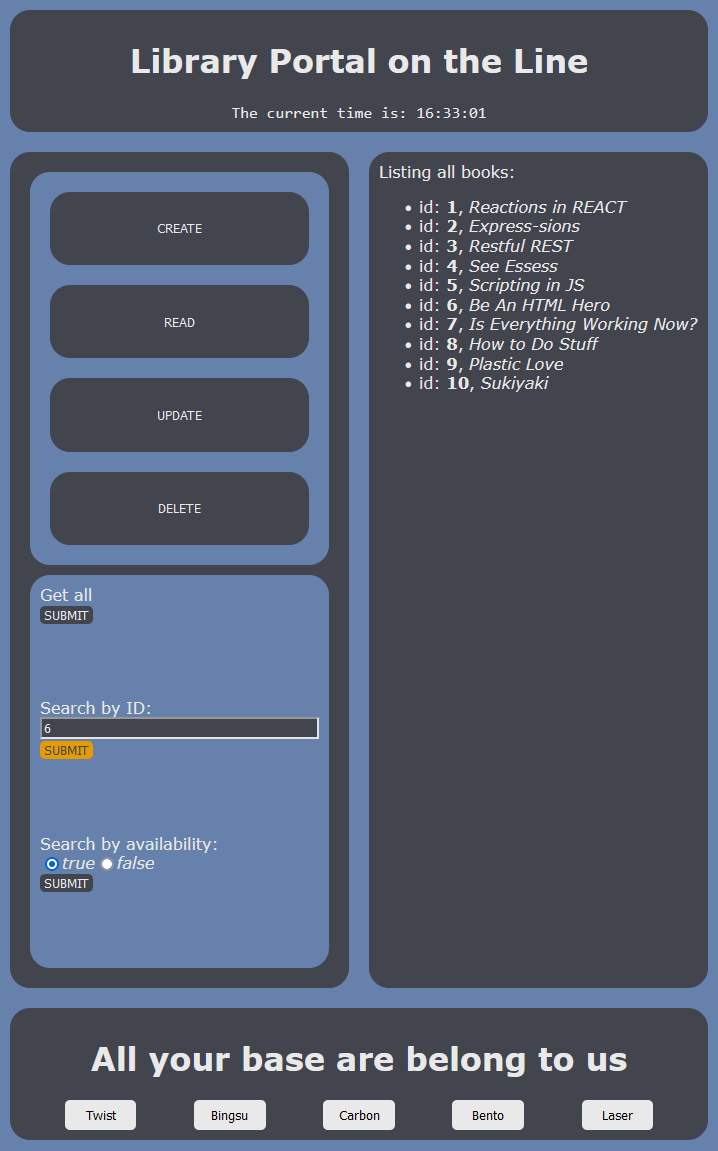 Library Portal on the Line
The current time is: 16:33:01
CREATE
READ
UPDATE
DELETE
Get all
SUBMIT
Search by ID:
6
SUBMIT
Search by availability:
true false
SUBMIT
Listing all books:
id: 1, Reactions in REACT
id: 2, Express-sions
id: 3, Restful REST
id: 4, See Essess
id: 5, Scripting in JS
id: 6, Be An HTML Hero
id: 7, Is Everything Working Now?
id: 8, How to Do Stuff
id: 9, Plastic Love
id: 10, Sukiyaki
All your base are belong to us
Twist Bingsu Carbon Bento Laser